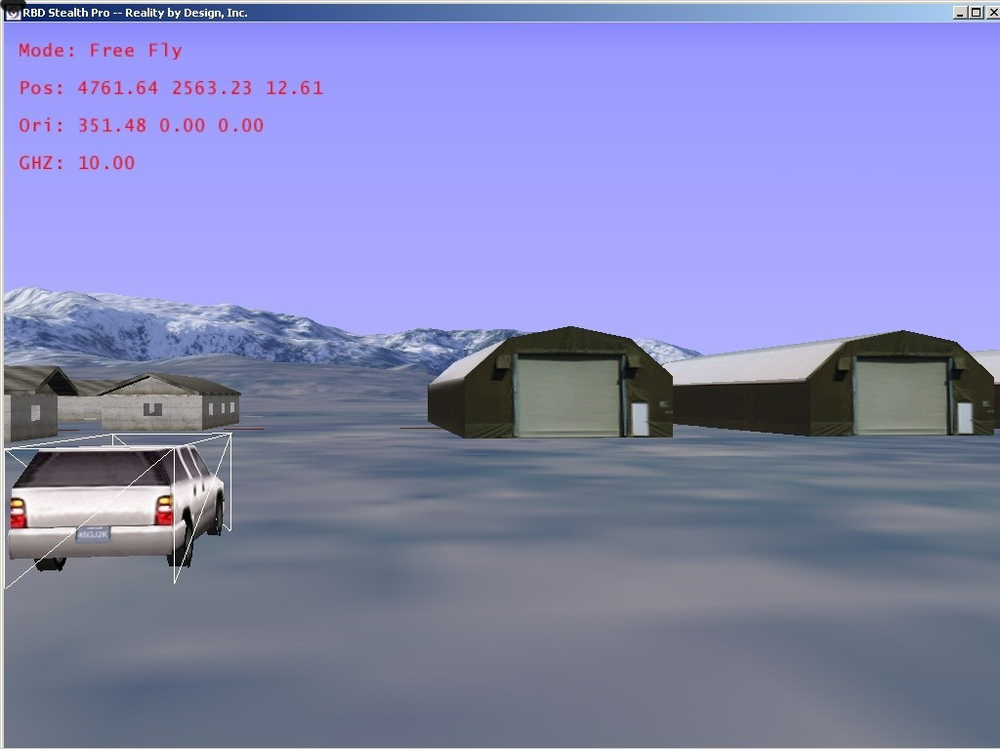 RBD Stealth Pro -- Reality by Design, Inc.
Mode: Free Fly
Pos: 4761.64 2563.23 12.61
Ori: 351.48 0.00 0.00
GHZ: 10.00